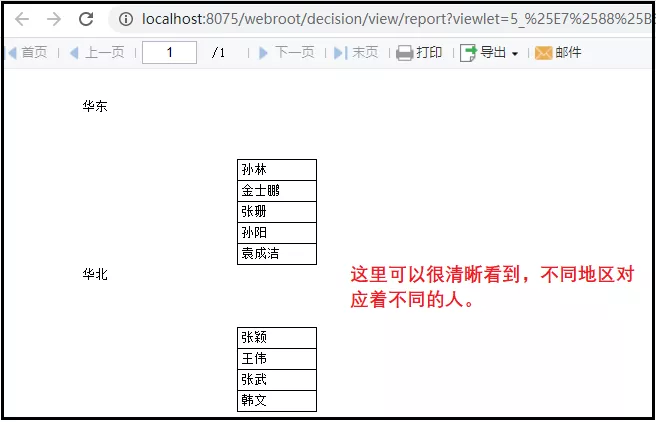 localhost:8075/webroot/decision/view/report?viewlet=5_%25E7%2588%25B
首页 上一页 1 /1 下一页 末页 打印 导出 邮件
华东
孙林
金士鹏
张珊
孙阳
袁成洁
华北
这里可以很清晰看到，不同地区对
应着不同的人。
张颖
王伟
张武
韩文